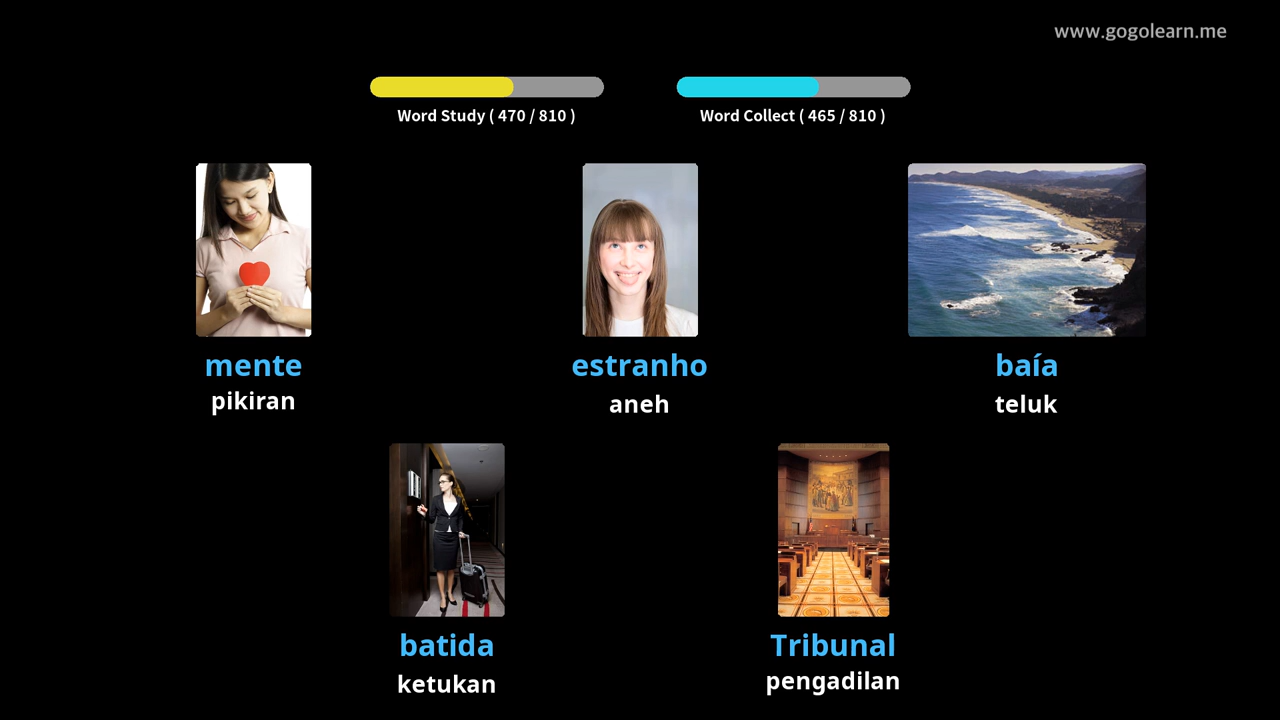 www.gogolearn.me
Word Study ( 470 / 810 )
Word Collect ( 465 / 810 )
mente
pikiran
estranho
aneh
baía
teluk
batida
ketukan
Tribunal
pengadilan